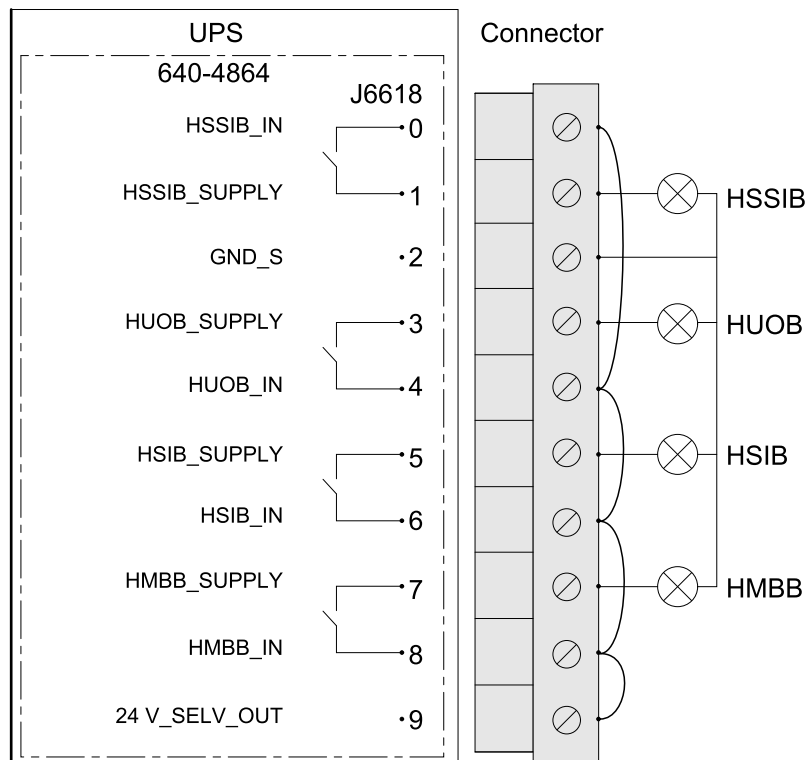 UPS
Connector
640-4864
J6618
HSSIB_IN
0
HSSIB_SUPPLY
1
HSSIB
GND_S
2
HUOB_SUPPLY
3
HUOB
HUOB_IN
4
HSIB_SUPPLY
5
HSIB
HSIB_IN
6
HMBB_SUPPLY
7
HMBB
HMBB_IN
8
24 V_SELV_OUT
9